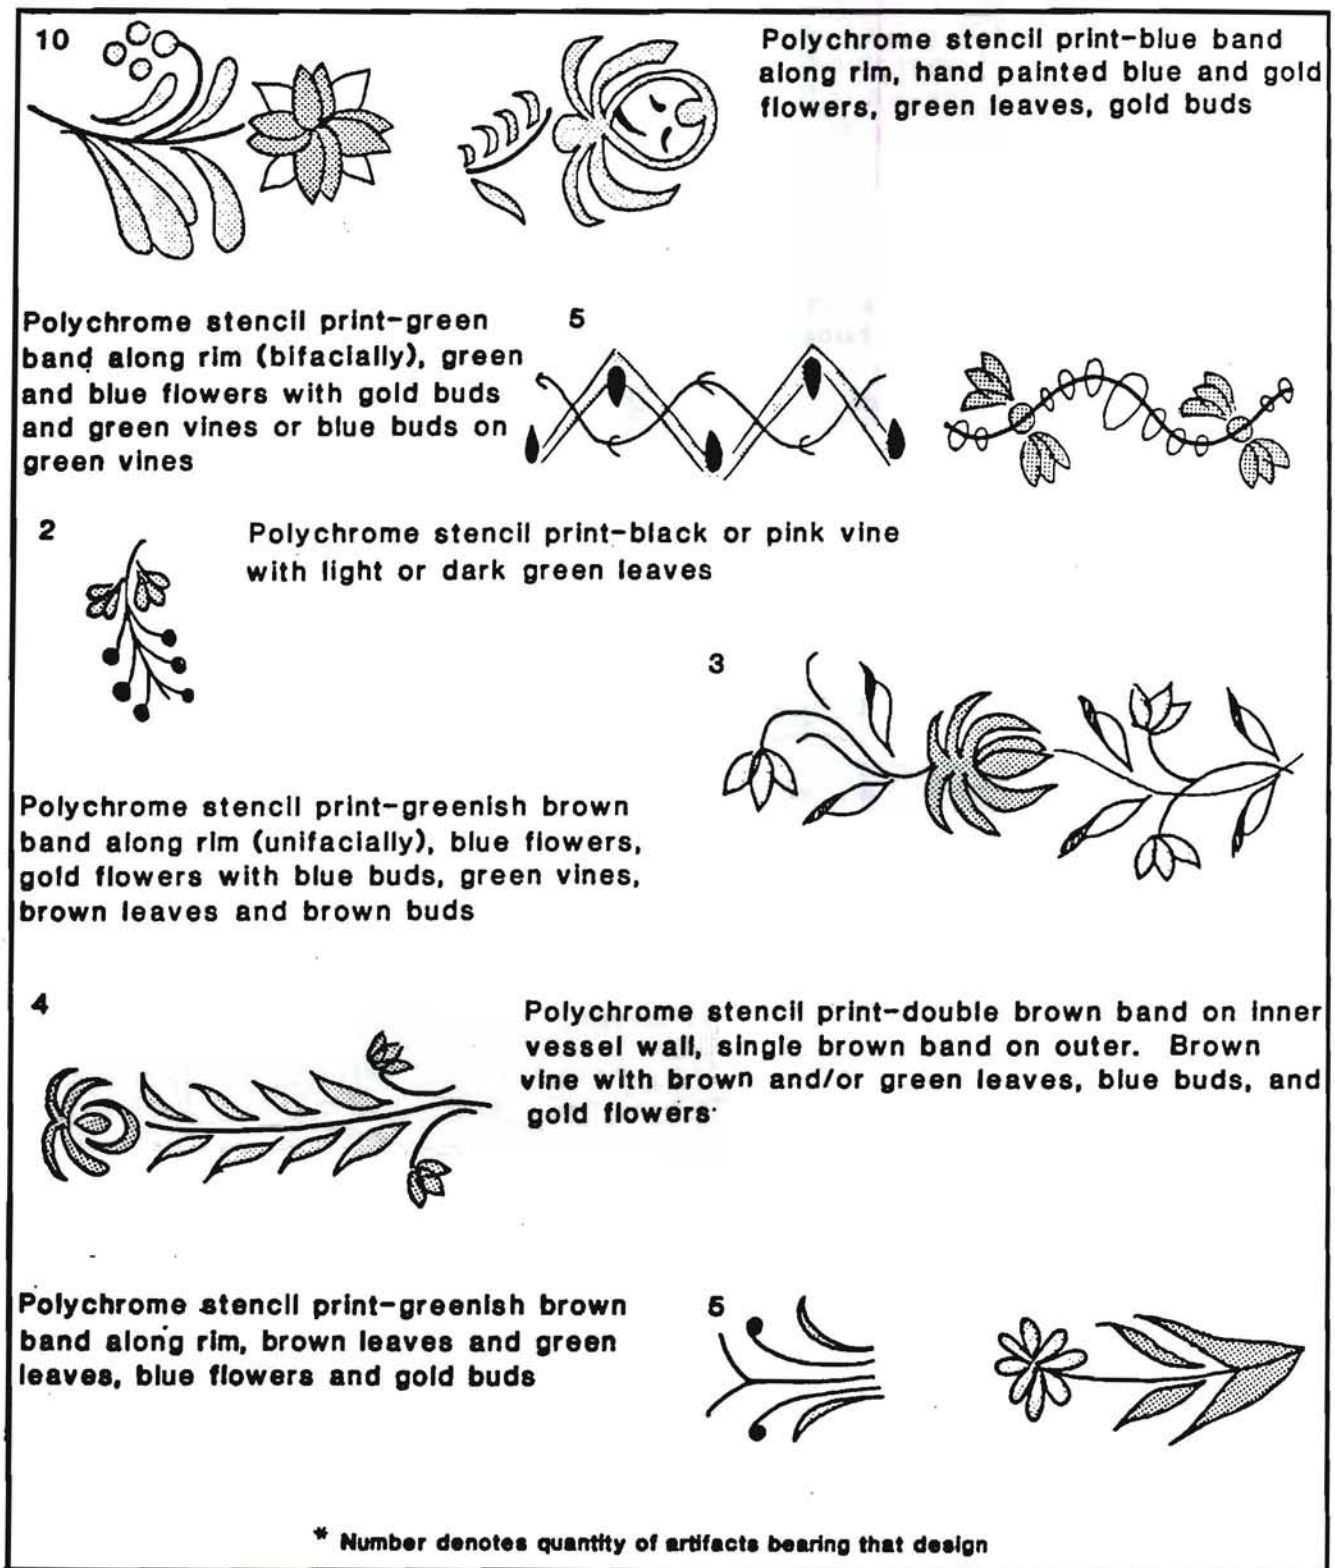 10
Polychrome stencil print-blue band
along rim, hand painted blue and gold
flowers, green leaves, gold buds
Polychrome stencil print-green
band along rim (bifacially), green
and blue flowers with gold buds
and green vines or blue buds on
green vines
5
2
Polychrome stencil print-black or pink vine
with light or dark green leaves
3
Polychrome stencil print-greenish brown
band along rim (unifacially), blue flowers,
gold flowers with blue buds, green vines,
brown leaves and brown buds
4
Polychrome stencil print-double brown band on inner
vessel wall, single brown band on outer. Brown
vine with brown and/or green leaves, blue buds, and
gold flowers
Polychrome stencil print-greenish brown
band along rim, brown leaves and green
leaves, blue flowers and gold buds
5
* Number denotes quantity of artifacts bearing that design